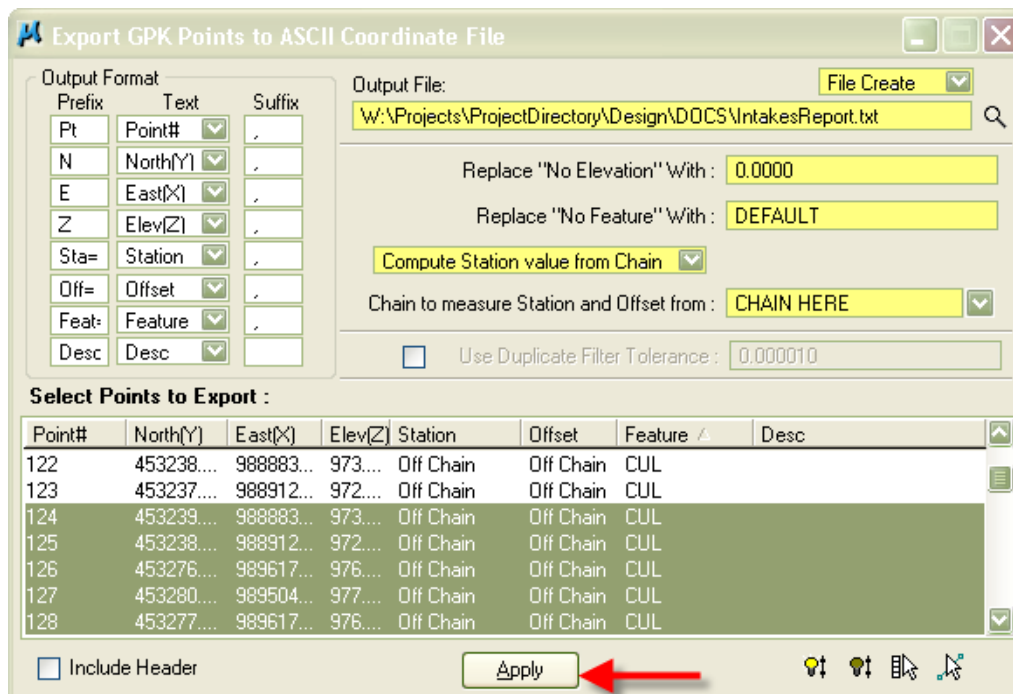 Export GPK Points to ASCII Coordinate File
Output Format
Prefix Text Suffix
Pt Point# ,
N North(Y) ,
E East(X) ,
Z Elev(Z) ,
Sta= Station ,
Off= Offset ,
Feat= Feature ,
Desc Desc
Output File: File Create
W:\Projects\ProjectDirectory\Design\DOCS\IntakesReport.txt
Replace "No Elevation" With : 0.0000
Replace "No Feature" With : DEFAULT
Compute Station value from Chain
Chain to measure Station and Offset from : CHAIN HERE
Use Duplicate Filter Tolerance : 0.000010
Select Points to Export :
Point# North(Y) East(X) Elev(Z) Station Offset Feature Desc
122 453238.... 988883... 973.... Off Chain Off Chain CUL
123 453237.... 988912... 972.... Off Chain Off Chain CUL
124 453239.... 988883... 973.... Off Chain Off Chain CUL
125 453238.... 988912... 972.... Off Chain Off Chain CUL
126 453276.... 989617... 976.... Off Chain Off Chain CUL
127 453280.... 989504... 977.... Off Chain Off Chain CUL
128 453277.... 989617... 976.... Off Chain Off Chain CUL
Include Header Apply